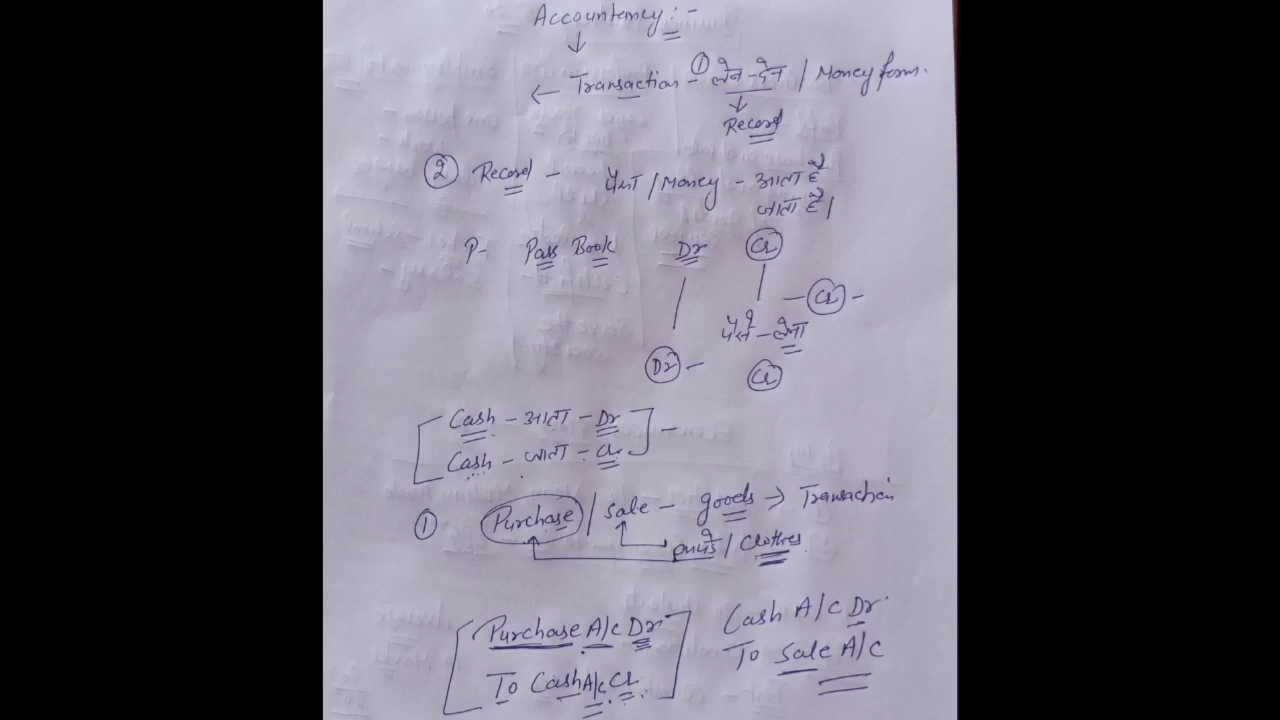 Accountancy :-
Transaction - ① लेन-देन / Money form.
Record
② Record - पैसा / Money - आता है
जाता है।
P- Pass Book Dr Cr
- Cr -
पैसे - लेना
Dr - Cr
Cash - आता - Dr
Cash - जाता - Cr
① Purchase / Sale - goods → Transaction
कपड़े / Clothes
Purchase A/c Dr
To Cash A/c Cr.
Cash A/C Dr.
To Sale A/C